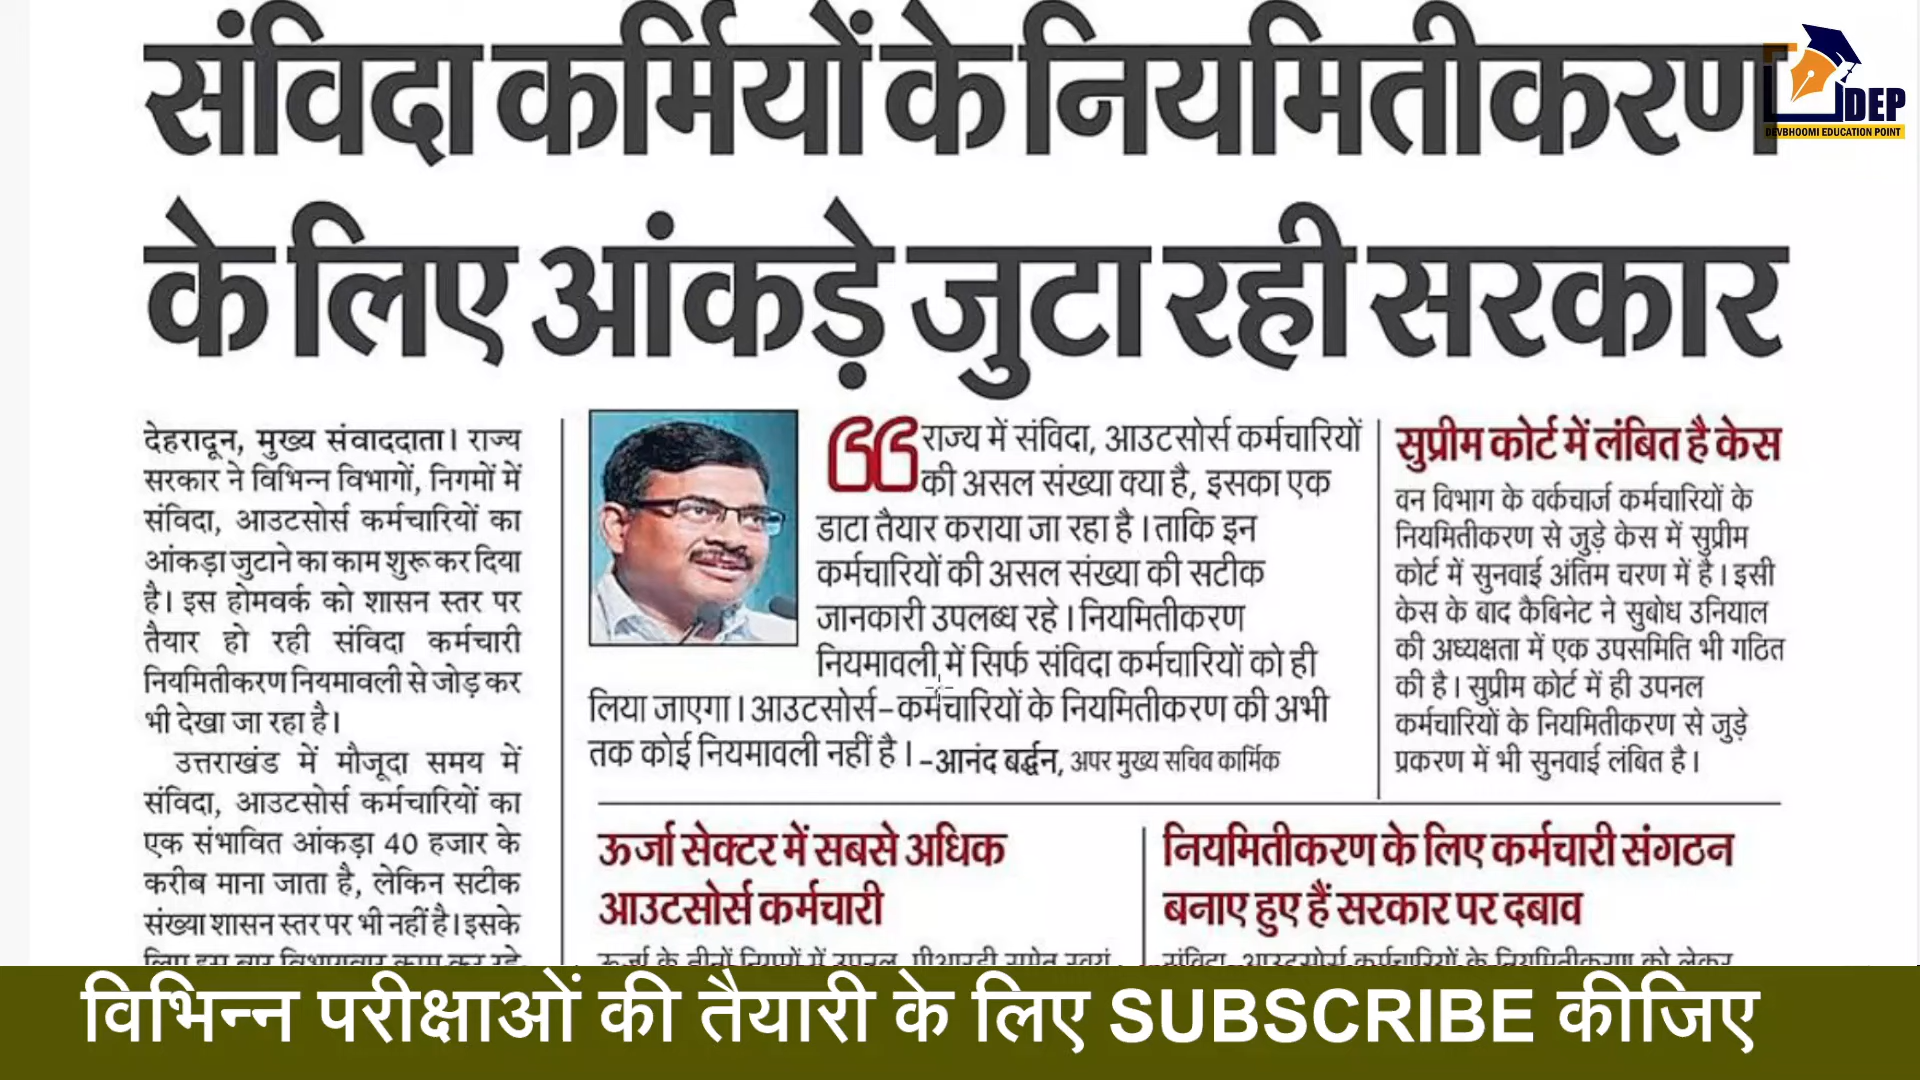 संविदा कर्मियों के नियमितीकरण
के लिए आंकड़े जुटा रही सरकार
DEP
DEVBHOOMI EDUCATION POINT
देहरादून, मुख्य संवाददाता। राज्य
सरकार ने विभिन्न विभागों, निगमों में
संविदा, आउटसोर्स कर्मचारियों का
आंकड़ा जुटाने का काम शुरू कर दिया
है। इस होमवर्क को शासन स्तर पर
तैयार हो रही संविदा कर्मचारी
नियमितीकरण नियमावली से जोड़ कर
भी देखा जा रहा है।
उत्तराखंड में मौजूदा समय में
संविदा, आउटसोर्स कर्मचारियों का
एक संभावित आंकड़ा 40 हजार के
करीब माना जाता है, लेकिन सटीक
संख्या शासन स्तर पर भी नहीं है। इसके
राज्य में संविदा, आउटसोर्स कर्मचारियों
की असल संख्या क्या है, इसका एक
डाटा तैयार कराया जा रहा है। ताकि इन
कर्मचारियों की असल संख्या की सटीक
जानकारी उपलब्ध रहे। नियमितीकरण
नियमावली में सिर्फ संविदा कर्मचारियों को ही
लिया जाएगा। आउटसोर्स-कर्मचारियों के नियमितीकरण की अभी
तक कोई नियमावली नहीं है। -आनंद बर्द्धन, अपर मुख्य सचिव कार्मिक
सुप्रीम कोर्ट में लंबित है केस
वन विभाग के वर्कचार्ज कर्मचारियों के
नियमितीकरण से जुड़े केस में सुप्रीम
कोर्ट में सुनवाई अंतिम चरण में है। इसी
केस के बाद कैबिनेट ने सुबोध उनियाल
की अध्यक्षता में एक उपसमिति भी गठित
की है। सुप्रीम कोर्ट में ही उपनल
कर्मचारियों के नियमितीकरण से जुड़े
प्रकरण में भी सुनवाई लंबित है।
ऊर्जा सेक्टर में सबसे अधिक
आउटसोर्स कर्मचारी
नियमितीकरण के लिए कर्मचारी संगठन
बनाए हुए हैं सरकार पर दबाव
संविदा, आउटसोर्स कर्मचारियों के नियमितीकरण को लेकर
विभिन्न परीक्षाओं की तैयारी के लिए SUBSCRIBE कीजिए